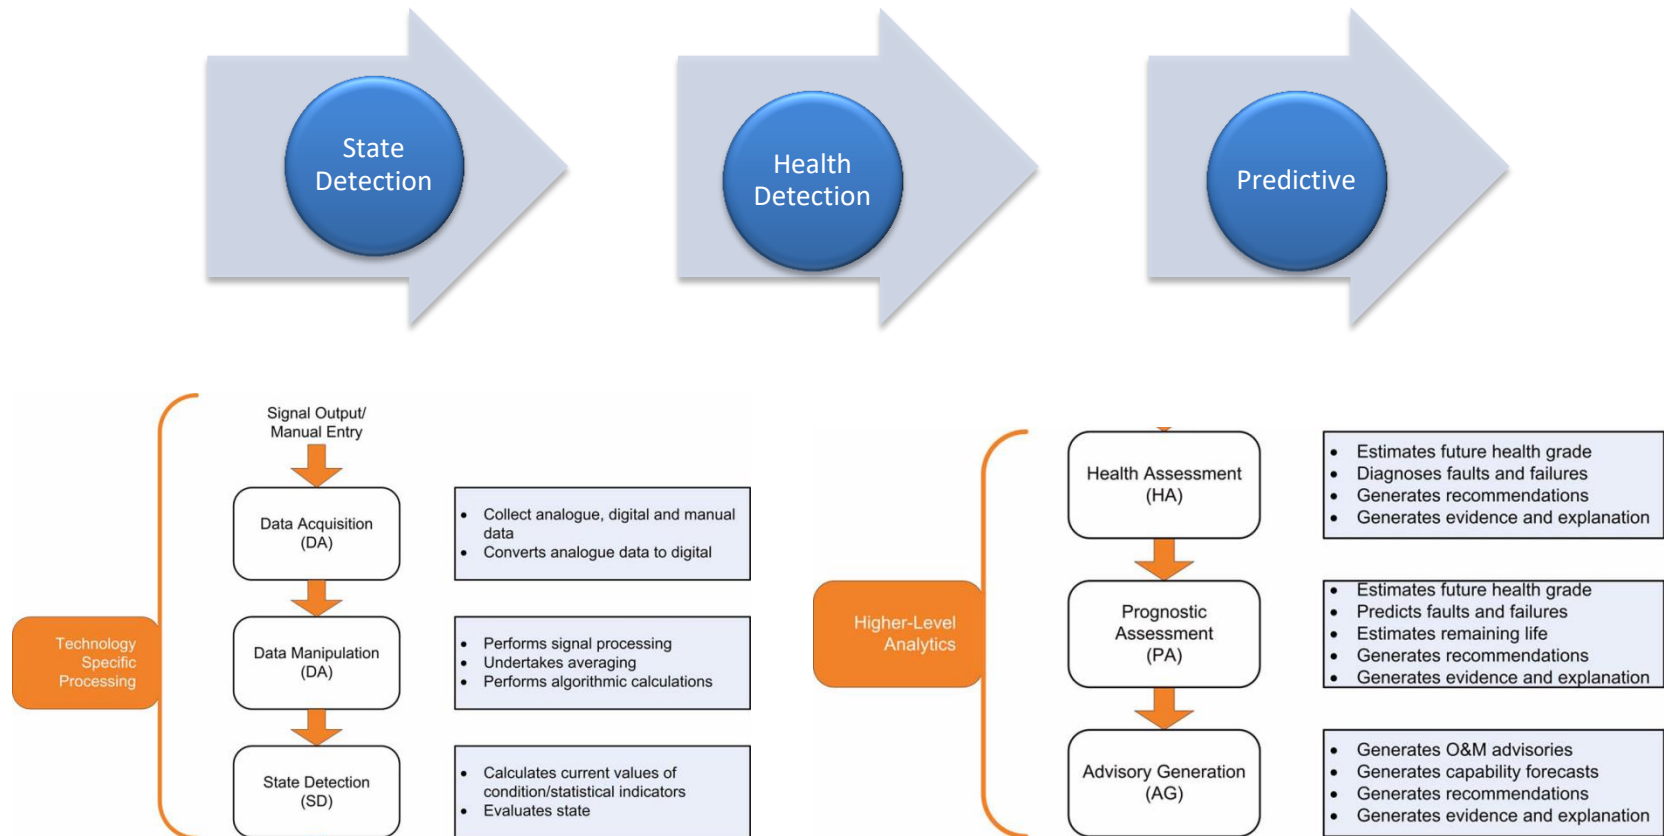 State
Detection
Health
Detection
Predictive
Technology
Specific
Processing
Signal Output/
Manual Entry
Data Acquisition
(DA)
• Collect analogue, digital and manual
data
• Converts analogue data to digital
Data Manipulation
(DA)
• Performs signal processing
• Undertakes averaging
• Performs algorithmic calculations
State Detection
(SD)
• Calculates current values of
condition/statistical indicators
• Evaluates state
Higher-Level
Analytics
Health Assessment
(HA)
• Estimates future health grade
• Diagnoses faults and failures
• Generates recommendations
• Generates evidence and explanation
Prognostic
Assessment
(PA)
• Estimates future health grade
• Predicts faults and failures
• Estimates remaining life
• Generates recommendations
• Generates evidence and explanation
Advisory Generation
(AG)
• Generates O&M advisories
• Generates capability forecasts
• Generates recommendations
• Generates evidence and explanation